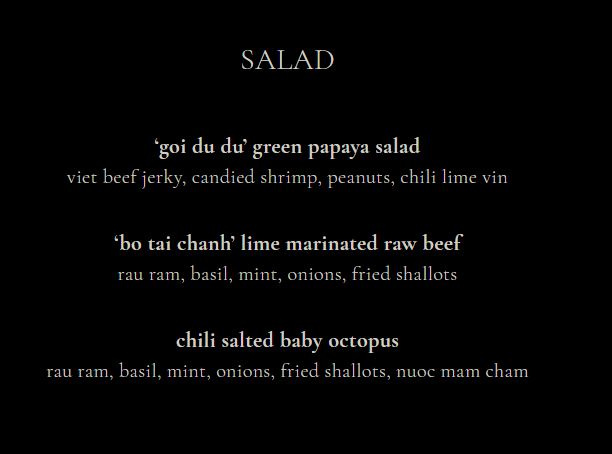 SALAD
‘goi du du’ green papaya salad
viet beef jerky, candied shrimp, peanuts, chili lime vin
‘bo tai chanh’ lime marinated raw beef
rau ram, basil, mint, onions, fried shallots
chili salted baby octopus
rau ram, basil, mint, onions, fried shallots, nuoc mam cham